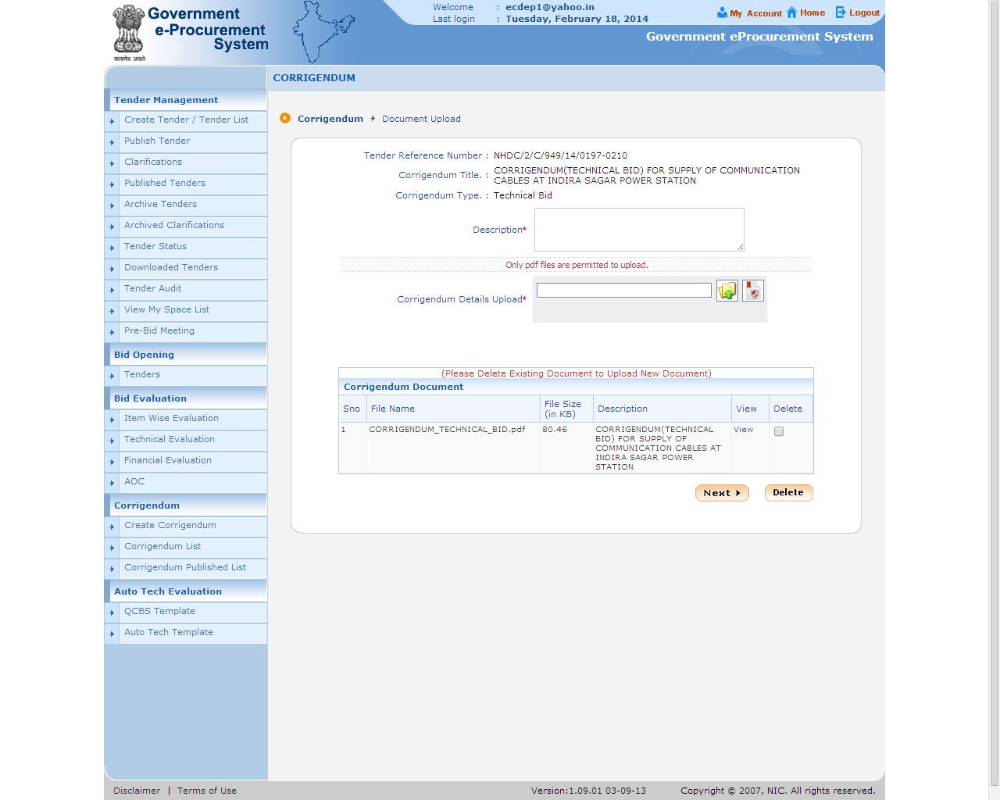 Government
e-Procurement
System
सत्यमेव जयते
Welcome : ecdep1@yahoo.in
Last login : Tuesday, February 18, 2014
My Account Home Logout
Government eProcurement System
CORRIGENDUM
Tender Management
Create Tender / Tender List
Publish Tender
Clarifications
Published Tenders
Archive Tenders
Archived Clarifications
Tender Status
Downloaded Tenders
Tender Audit
View My Space List
Pre-Bid Meeting
Bid Opening
Tenders
Bid Evaluation
Item Wise Evaluation
Technical Evaluation
Financial Evaluation
AOC
Corrigendum
Create Corrigendum
Corrigendum List
Corrigendum Published List
Auto Tech Evaluation
QCBS Template
Auto Tech Template
Corrigendum Document Upload
Tender Reference Number : NHDC/2/C/949/14/0197-0210
Corrigendum Title. : CORRIGENDUM(TECHNICAL BID) FOR SUPPLY OF COMMUNICATION
CABLES AT INDIRA SAGAR POWER STATION
Corrigendum Type. : Technical Bid
Description*
Only pdf files are permitted to upload.
Corrigendum Details Upload*
(Please Delete Existing Document to Upload New Document)
Corrigendum Document
Sno File Name File Size (in KB) Description View Delete
1 CORRIGENDUM_TECHNICAL_BID.pdf 80.46 CORRIGENDUM(TECHNICAL
BID) FOR SUPPLY OF
COMMUNICATION CABLES AT
INDIRA SAGAR POWER
STATION
View
Next Delete
Disclaimer | Terms of Use Version:1.09.01 03-09-13 Copyright © 2007, NIC. All rights reserved.